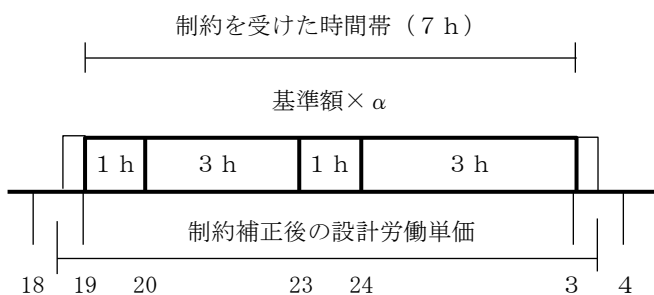 制約を受けた時間帯(7h)
基準額×α
1h 3h 1h 3h
制約補正後の設計労働単価
18 19 20 23 24 3 4